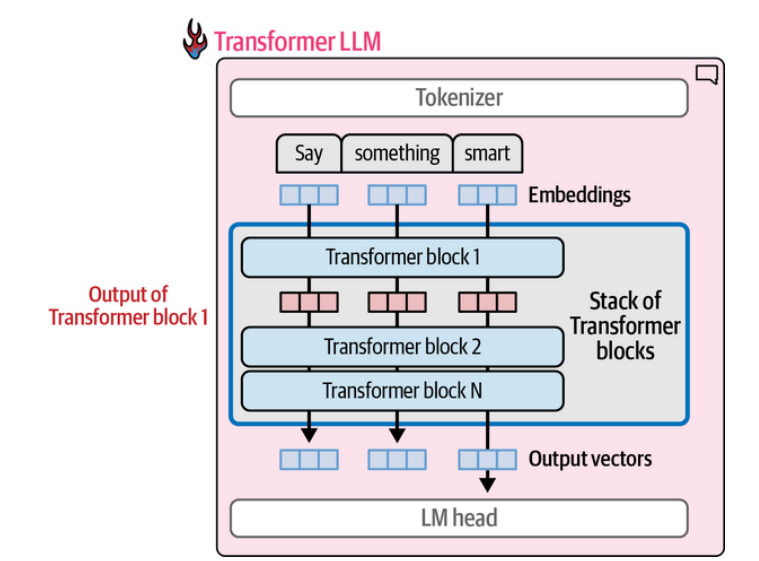 Transformer LLM
Tokenizer
Say something smart
Embeddings
Transformer block 1
Output of
Transformer block 1
Stack of
Transformer
blocks
Transformer block 2
Transformer block N
Output vectors
LM head